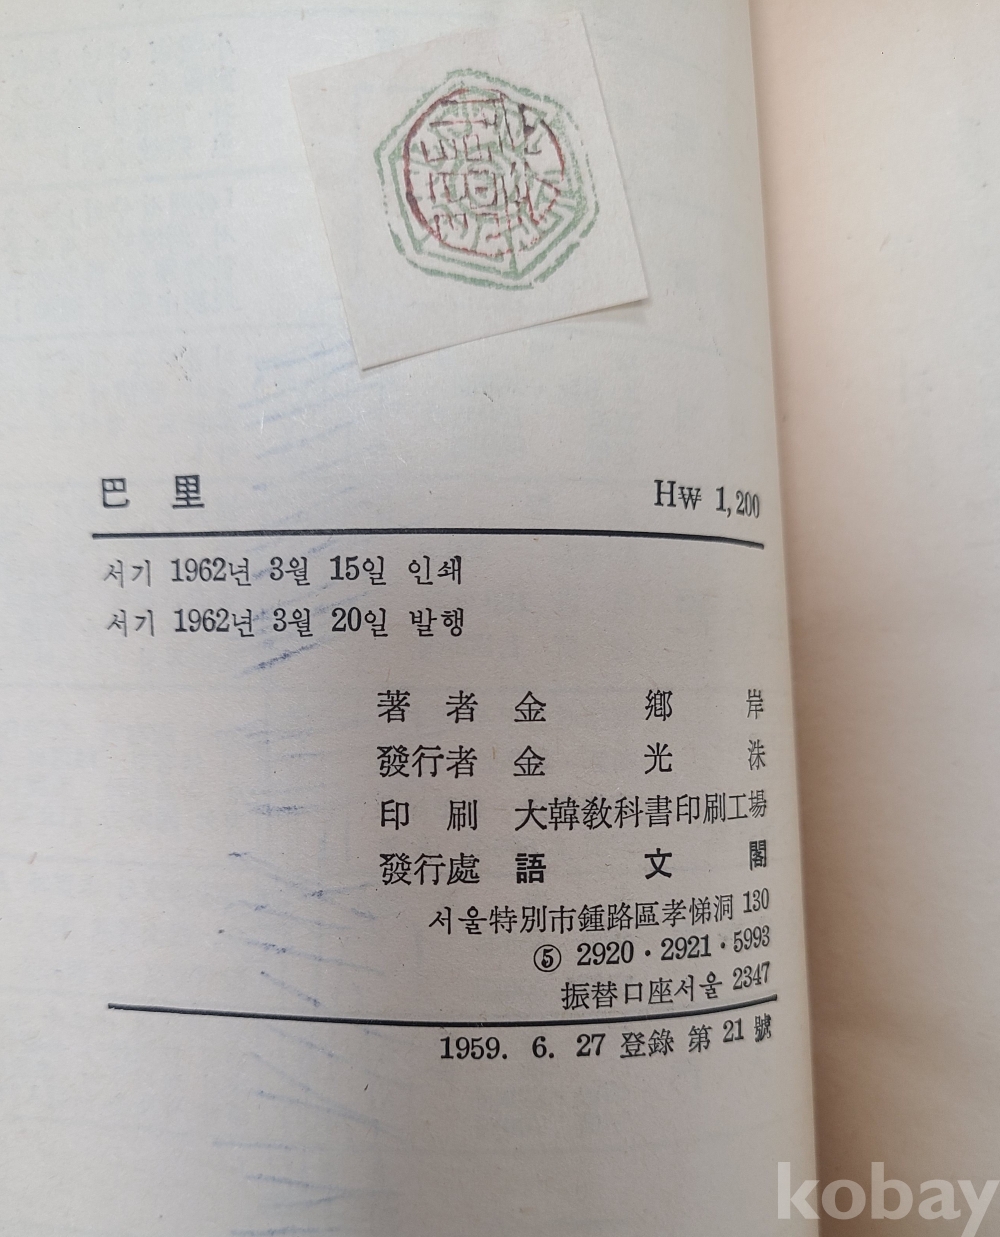 巴里 H₩ 1,200
서기 1962년 3월 15일 인쇄
서기 1962년 3월 20일 발행
著者 金鄕岸
發行者 金光洙
印刷 大韓敎科書印刷工場
發行處 語文閣
서울特別市鍾路區孝悌洞 130
⑤ 2920·2921·5993
振替口座서울 2347
1959. 6. 27 登錄 第 21 號
kobay